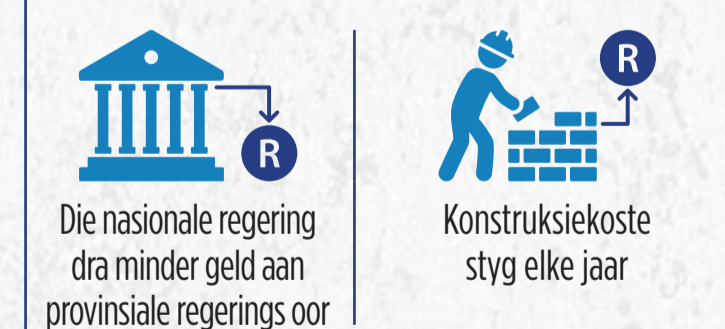 R
Die nasionale regering
dra minder geld aan
provinsiale regerings oor
R
Konstruksiekoste
styg elke jaar